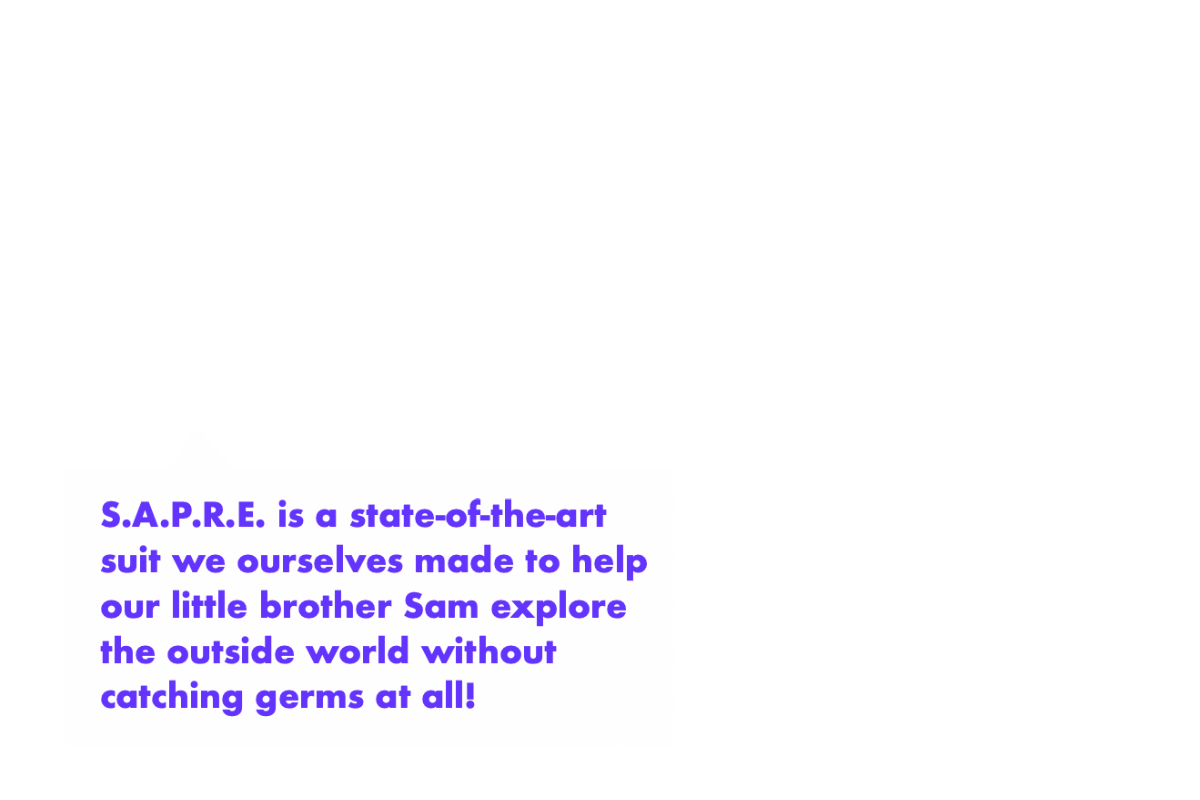 S.A.P.R.E. is a state-of-the-art
suit we ourselves made to help
our little brother Sam explore
the outside world without
catching germs at all!